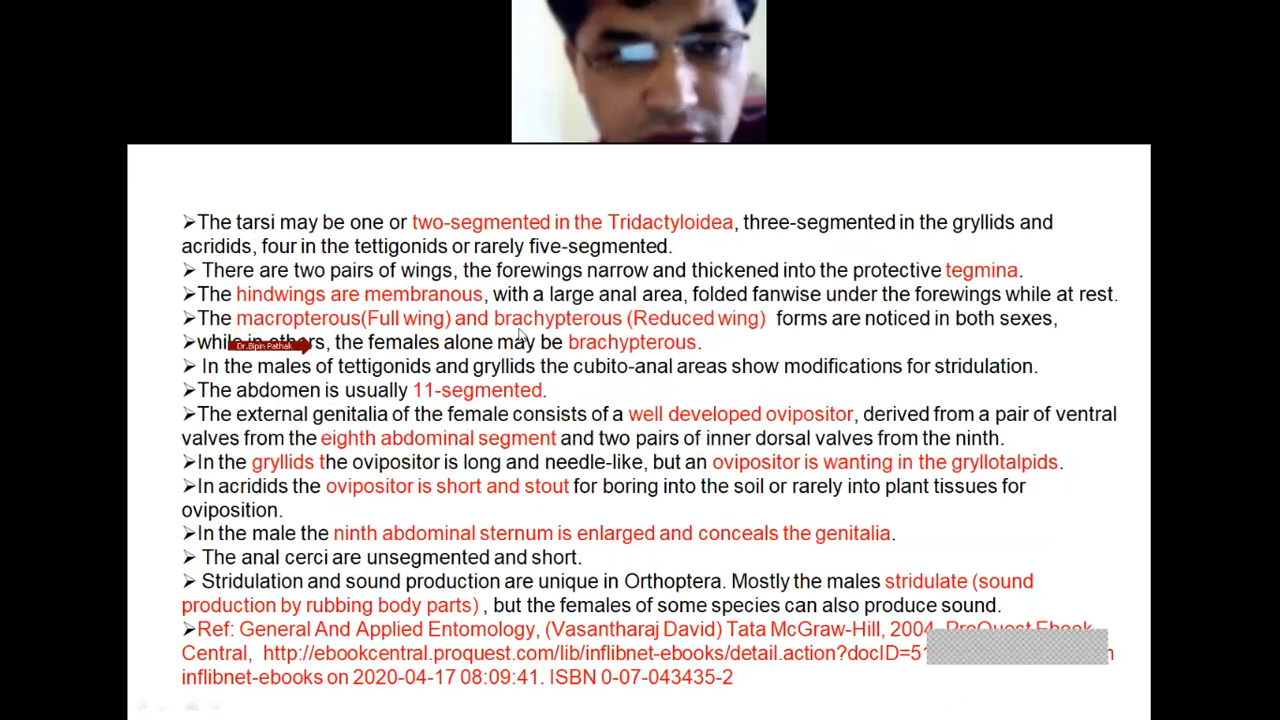 ➢The tarsi may be one or two-segmented in the Tridactyloidea, three-segmented in the gryllids and
acridids, four in the tettigonids or rarely five-segmented.
➢ There are two pairs of wings, the forewings narrow and thickened into the protective tegmina.
➢The hindwings are membranous, with a large anal area, folded fanwise under the forewings while at rest.
➢The macropterous(Full wing) and brachypterous (Reduced wing) forms are noticed in both sexes,
➢while in others, the females alone may be brachypterous.
Dr.Bipin Pathak
➢ In the males of tettigonids and gryllids the cubito-anal areas show modifications for stridulation.
➢The abdomen is usually 11-segmented.
➢The external genitalia of the female consists of a well developed ovipositor, derived from a pair of ventral
valves from the eighth abdominal segment and two pairs of inner dorsal valves from the ninth.
➢In the gryllids the ovipositor is long and needle-like, but an ovipositor is wanting in the gryllotalpids.
➢In acridids the ovipositor is short and stout for boring into the soil or rarely into plant tissues for
oviposition.
➢In the male the ninth abdominal sternum is enlarged and conceals the genitalia.
➢ The anal cerci are unsegmented and short.
➢ Stridulation and sound production are unique in Orthoptera. Mostly the males stridulate (sound
production by rubbing body parts) , but the females of some species can also produce sound.
➢Ref: General And Applied Entomology, (Vasantharaj David) Tata McGraw-Hill, 2004. ProQuest Ebook
Central, http://ebookcentral.proquest.com/lib/inflibnet-ebooks/detail.action?docID=5
inflibnet-ebooks on 2020-04-17 08:09:41. ISBN 0-07-043435-2